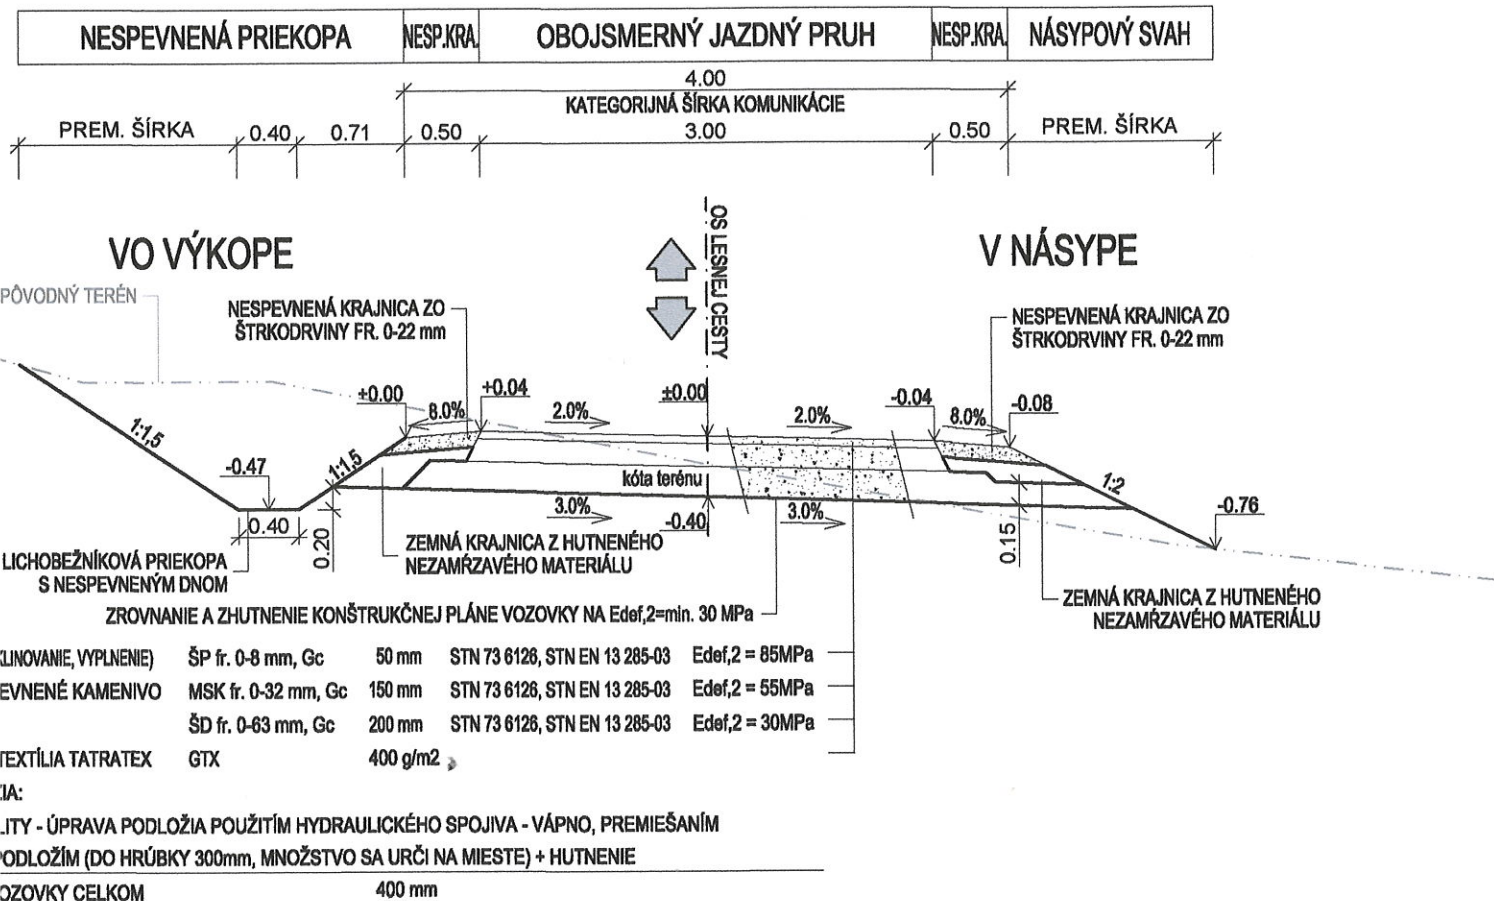 NESPEVNENÁ PRIEKOPA NESP.KRA. OBOJSMERNÝ JAZDNÝ PRUH NESP.KRA. NÁSYPOVÝ SVAH
4.00
KATEGORIJNÁ ŠÍRKA KOMUNIKÁCIE
PREM. ŠÍRKA 0.40 0.71 0.50 3.00 0.50 PREM. ŠÍRKA
OS LESNEJ CESTY
VO VÝKOPE
V NÁSYPE
PÔVODNÝ TERÉN
NESPEVNENÁ KRAJNICA ZO
ŠTRKODRVINY FR. 0-22 mm
NESPEVNENÁ KRAJNICA ZO
ŠTRKODRVINY FR. 0-22 mm
+0.00 8.0% +0.04 2.0% ±0.00 2.0% -0.04 8.0% -0.08
1:1,5
1:1,5
-0.47
kóta terénu
1:2
0.40
0.20
3.0%
-0.40
3.0%
0.15
-0.76
LICHOBEŽNÍKOVÁ PRIEKOPA
S NESPEVNENÝM DNOM
ZEMNÁ KRAJNICA Z HUTNENÉHO
NEZAMŔZAVÉHO MATERIÁLU
ZEMNÁ KRAJNICA Z HUTNENÉHO
NEZAMŔZAVÉHO MATERIÁLU
ZROVNANIE A ZHUTNENIE KONŠTRUKČNEJ PLÁNE VOZOVKY NA Edef,2=min. 30 MPa
KLINOVANIE, VYPLNENIE) ŠP fr. 0-8 mm, Gc 50 mm STN 73 6126, STN EN 13 285-03 Edef,2 = 85MPa
EVNENÉ KAMENIVO MSK fr. 0-32 mm, Gc 150 mm STN 73 6126, STN EN 13 285-03 Edef,2 = 55MPa
ŠD fr. 0-63 mm, Gc 200 mm STN 73 6126, STN EN 13 285-03 Edef,2 = 30MPa
TEXTÍLIA TATRATEX GTX 400 g/m2
IA:
LITY - ÚPRAVA PODLOŽIA POUŽITÍM HYDRAULICKÉHO SPOJIVA - VÁPNO, PREMIEŠANÍM
PODLOŽÍM (DO HRÚBKY 300mm, MNOŽSTVO SA URČI NA MIESTE) + HUTNENIE
OZOVKY CELKOM 400 mm